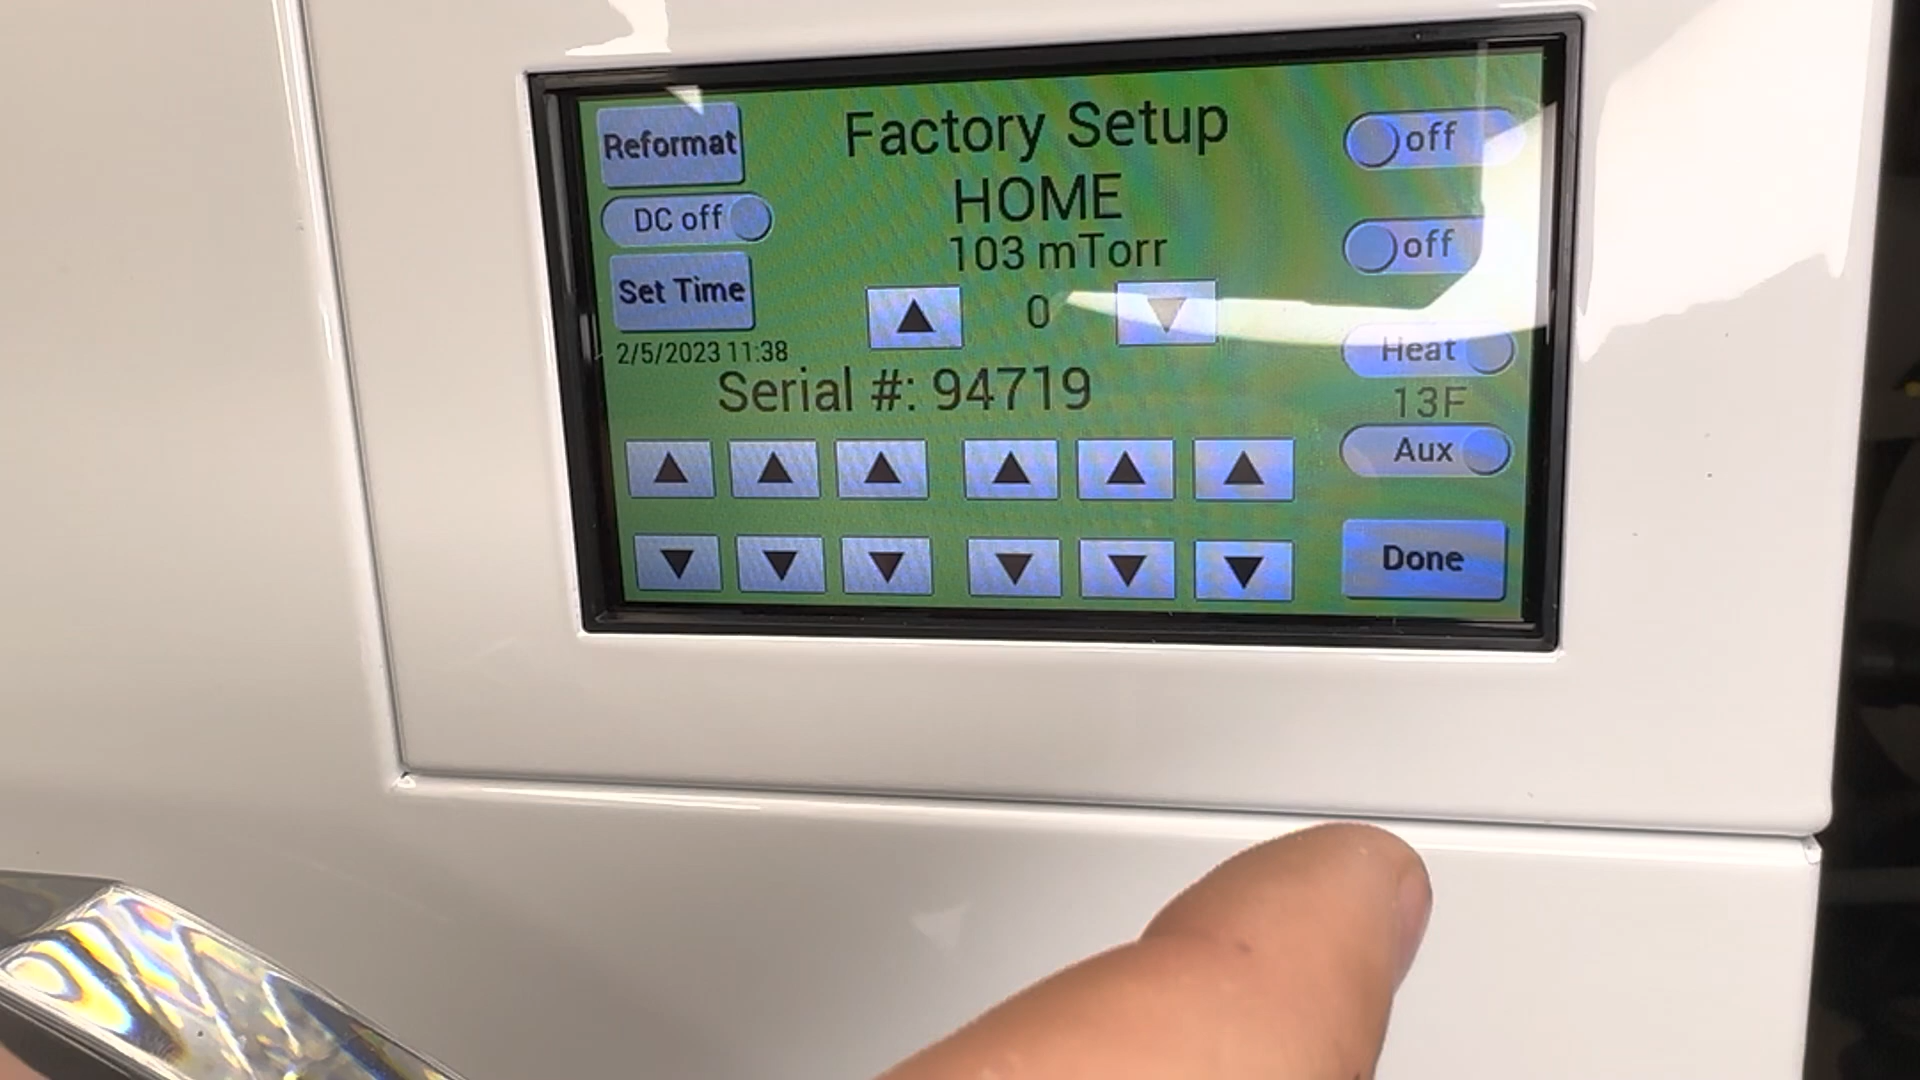 Reformat
Factory Setup
off
HOME
DC off
103 mTorr
off
Set Time
0
2/5/2023 11:38
Heat
Serial #: 94719
13F
Aux
Done